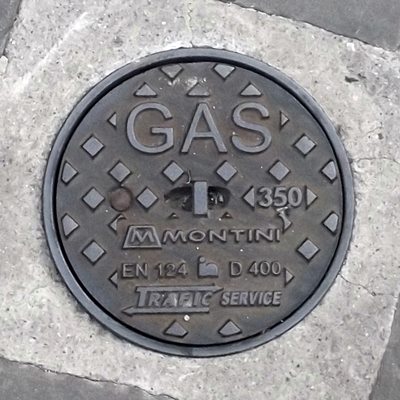 GAS
350
M MONTINI
EN 124 D 400
TRAFIC SERVICE